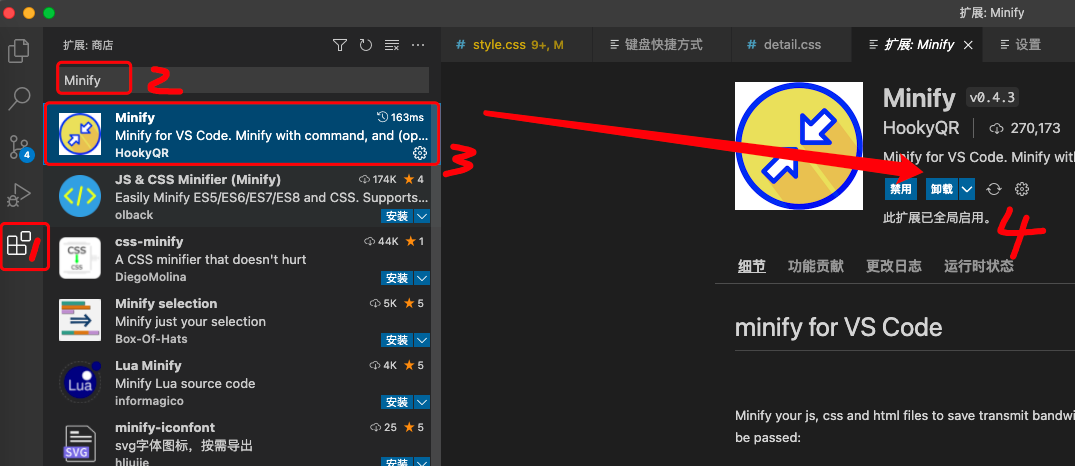 扩展: Minify
扩展: 商店
style.css 9+, M
键盘快捷方式
detail.css
扩展: Minify
设置
Minify
2
Minify 163ms
Minify for VS Code. Minify with command, and (op...
HookyQR
3
JS & CSS Minifier (Minify) 174K 4
Easily Minify ES5/ES6/ES7/ES8 and CSS. Supports...
olback 安装
4
1
CSS
CSS
css-minify 44K 1
A CSS minifier that doesn't hurt
DiegoMolina 安装
Minify selection 5K 5
Minify just your selection
Box-Of-Hats 安装
Lua
Lua Minify 4K 5
Minify Lua source code
informagico 安装
SVG
minify-iconfont 25 5
svg字体图标，按需导出
hliujie 安装
Minify v0.4.3
HookyQR 270,173
Minify for VS Code. Minify with
禁用 卸载
此扩展已全局启用。
4
细节 功能贡献 更改日志 运行时状态
minify for VS Code
Minify your js, css and html files to save transmit bandwi
be passed: